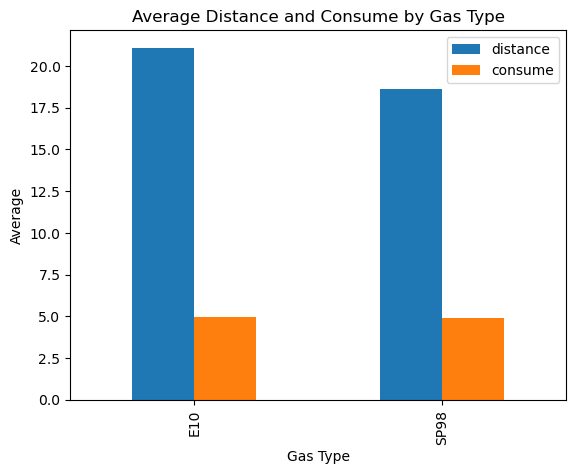 Average Distance and Consume by Gas Type
distance
consume
20.0
17.5
15.0
12.5
10.0
7.5
5.0
2.5
0.0
Average
E10
SP98
Gas Type